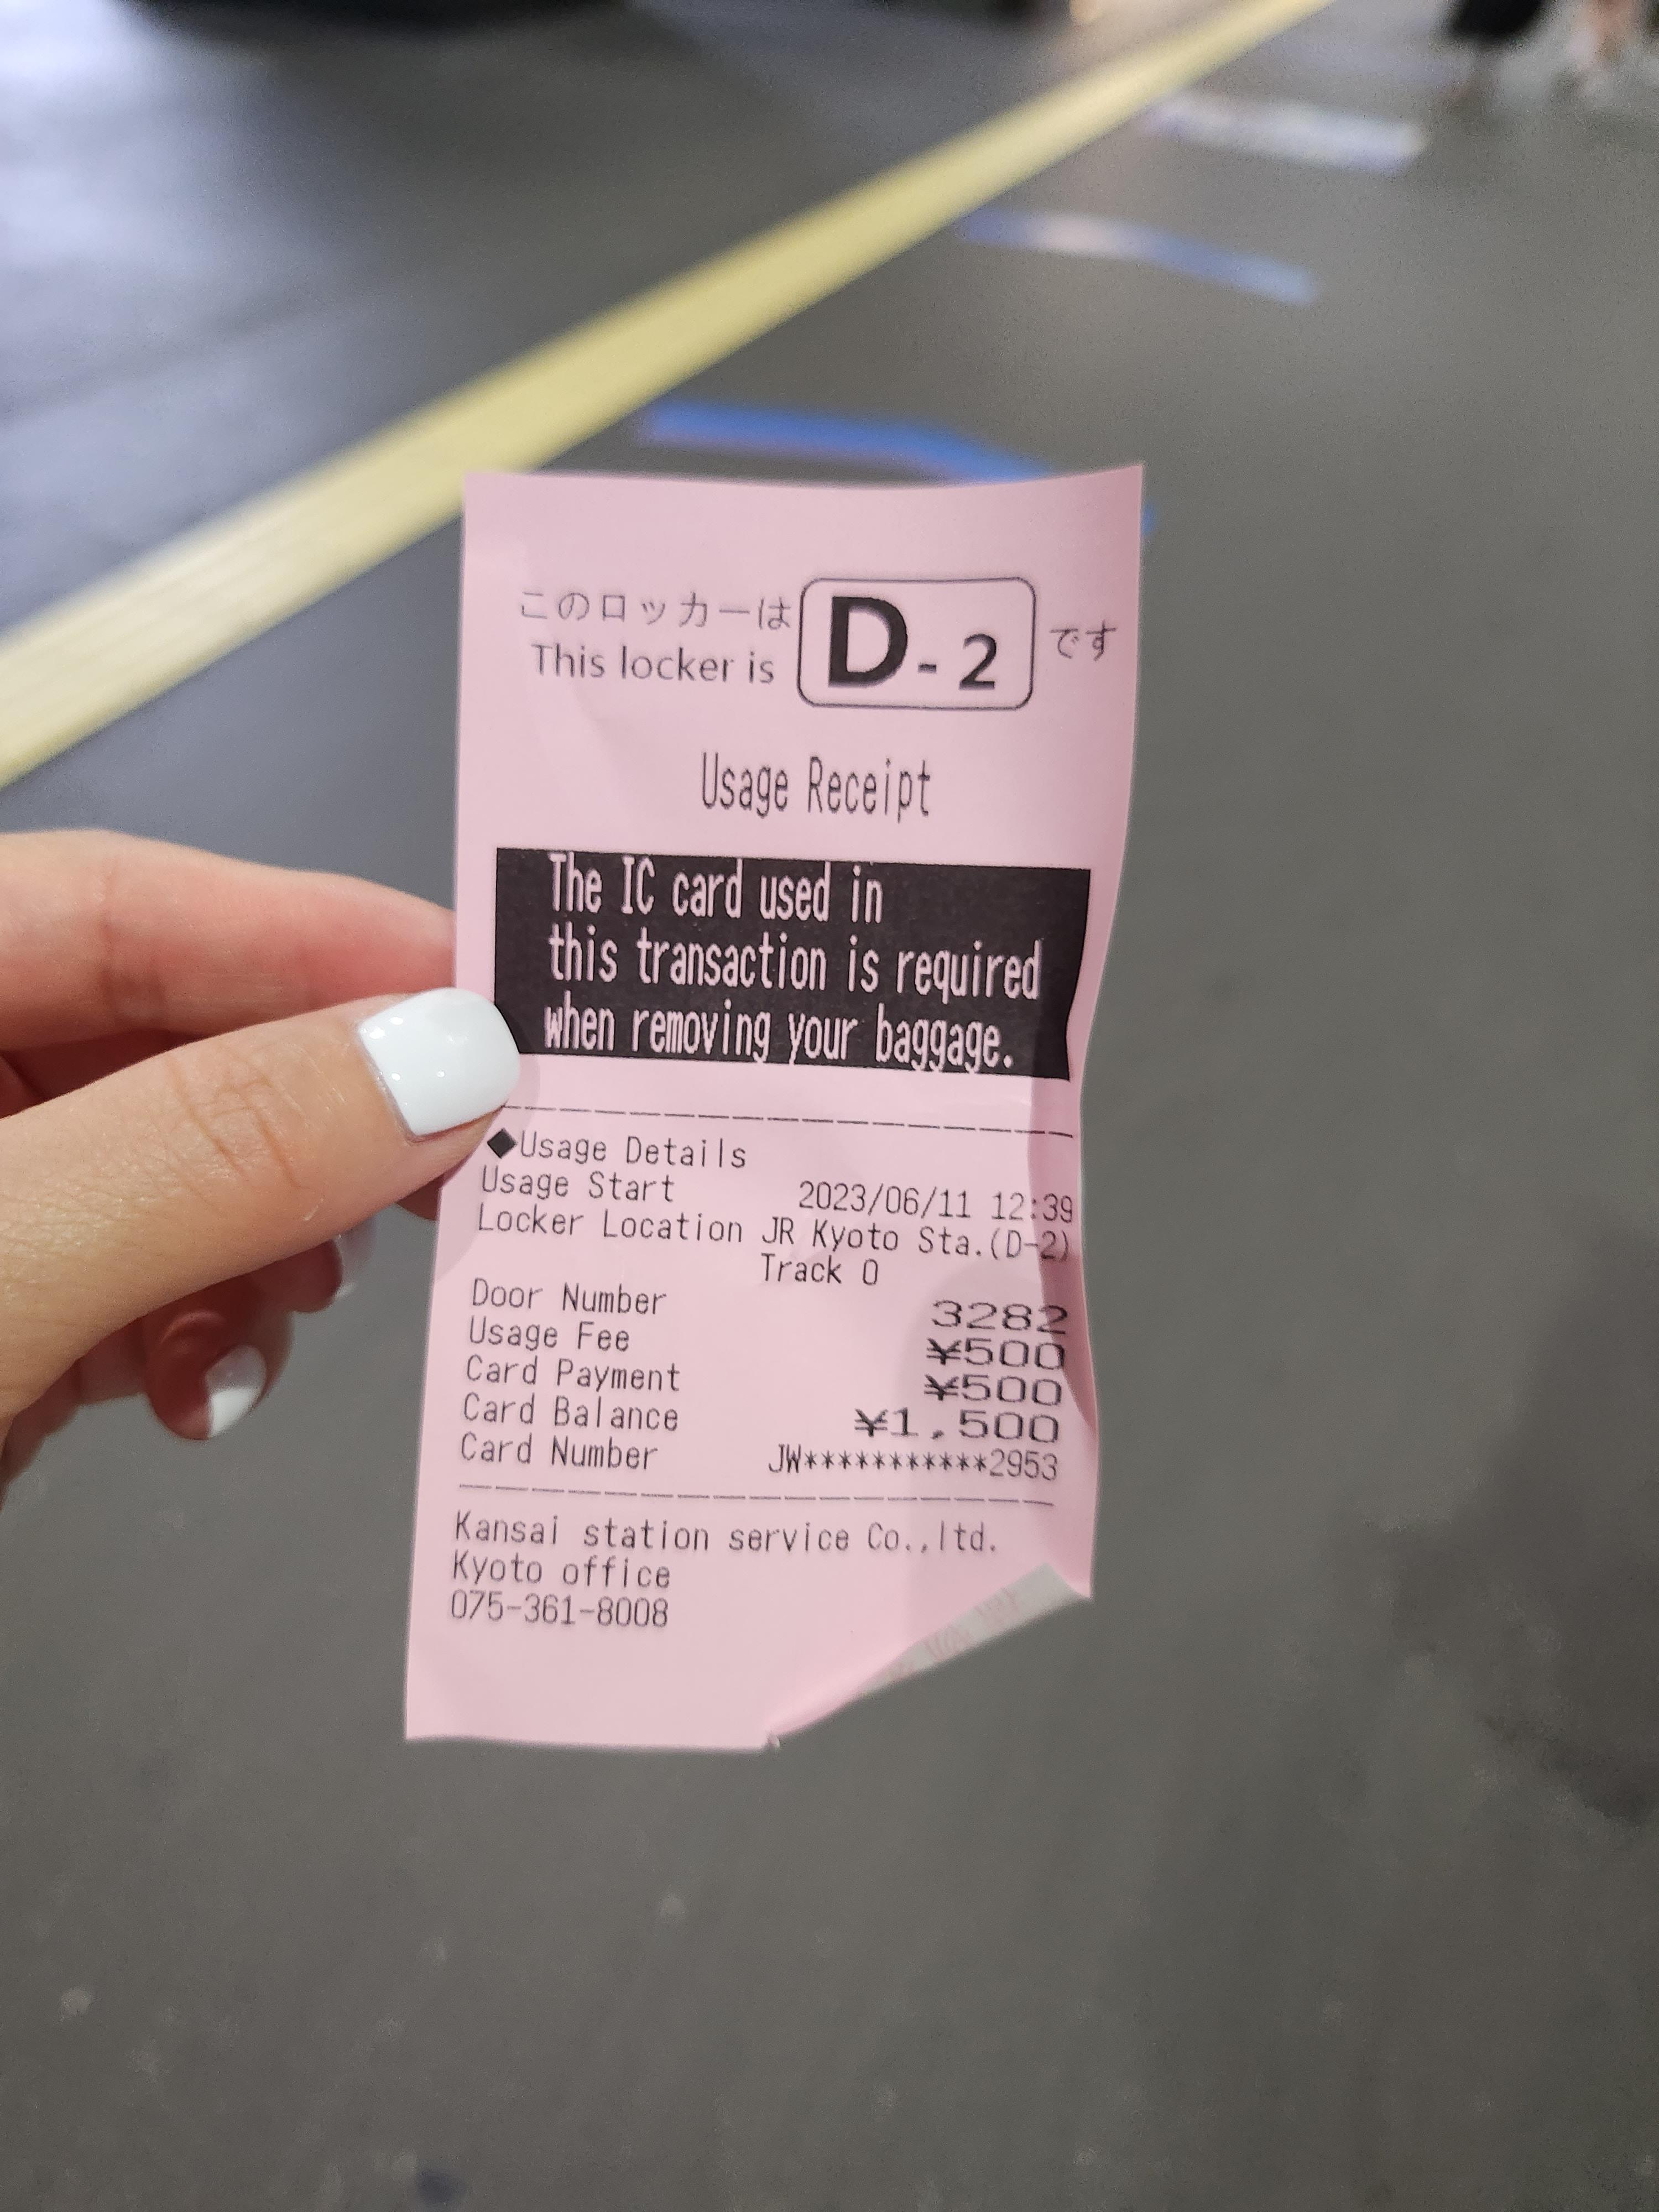 このロッカーは D-2 です
This locker is
Usage Receipt
The IC card used in
this transaction is required
when removing your baggage.
◆Usage Details
Usage Start 2023/06/11 12:39
Locker Location JR Kyoto Sta.(D-2)
Track 0
Door Number 3282
Usage Fee ¥500
Card Payment ¥500
Card Balance ¥1,500
Card Number JW***********2953
Kansai station service Co.,ltd.
Kyoto office
075-361-8008